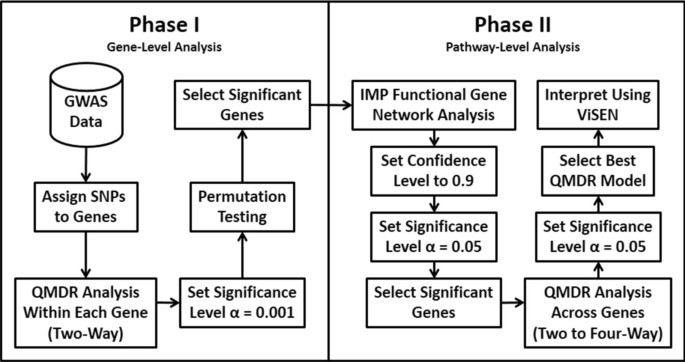 Phase I
Gene-Level Analysis
GWAS
Data
Assign SNPs
to Genes
QMDR Analysis
Within Each Gene
(Two-Way)
Set Significance
Level α = 0.001
Permutation
Testing
Select Significant
Genes
Phase II
Pathway-Level Analysis
IMP Functional Gene
Network Analysis
Set Confidence
Level to 0.9
Set Significance
Level α = 0.05
Select Significant
Genes
QMDR Analysis
Across Genes
(Two to Four-Way)
Set Significance
Level α = 0.05
Select Best
QMDR Model
Interpret Using
ViSEN